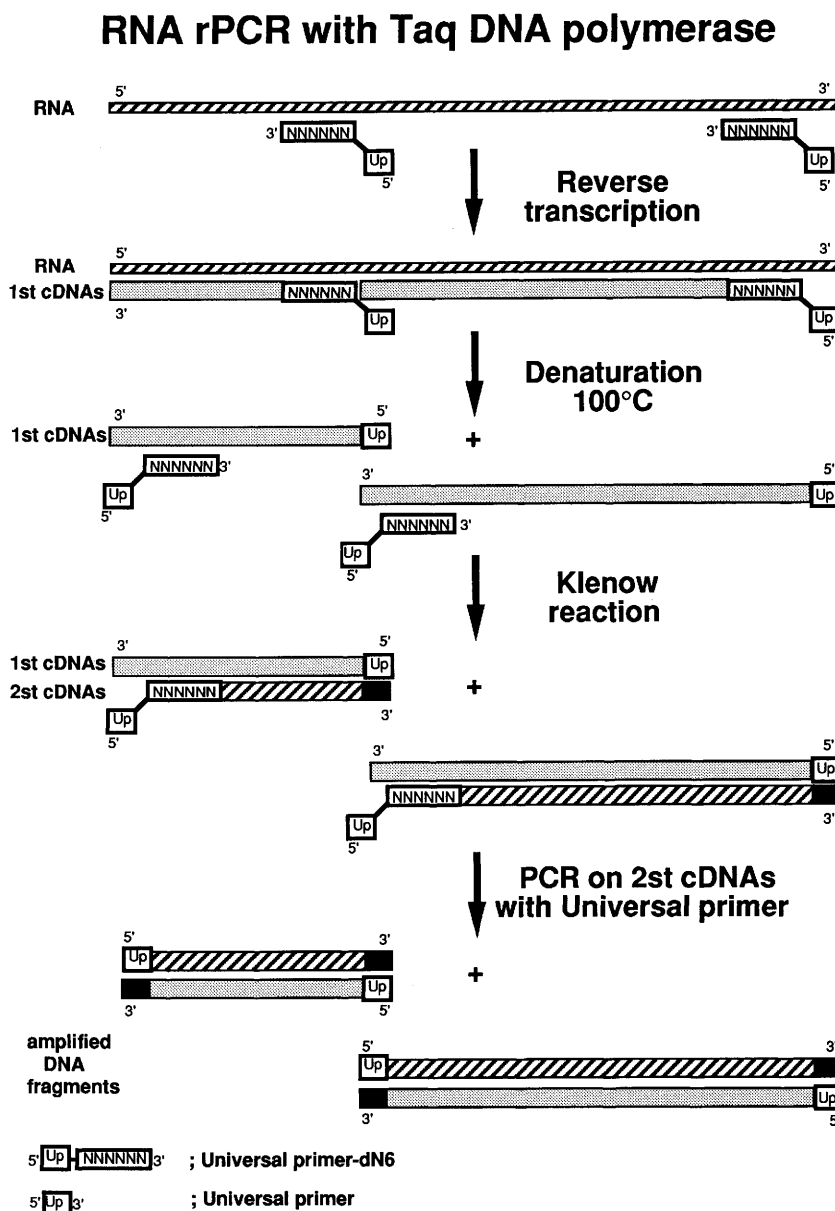 RNA rPCR with Taq DNA polymerase
5' 3'
RNA
3' NNNNNN 3' NNNNNN
Up Up
5' 5'
Reverse
transcription
5' 3'
RNA
1st cDNAs NNNNNN NNNNNN
3' Up Up
5' 5'
Denaturation
100°C
3' 5'
1st cDNAs Up +
NNNNNN 3' 3' 5'
Up Up
5' NNNNNN 3'
Up
5'
Klenow
reaction
3' 5'
1st cDNAs Up
2st cDNAs NNNNNN +
Up 3'
5'
3' 5'
Up
NNNNNN
Up 3'
5'
PCR on 2st cDNAs
with Universal primer
5' 3'
Up +
Up
3' 5'
amplified
DNA
fragments
5' 3'
Up
Up
3' 5'
5' Up NNNNNN 3' ; Universal primer-dN6
5' Up 3' ; Universal primer